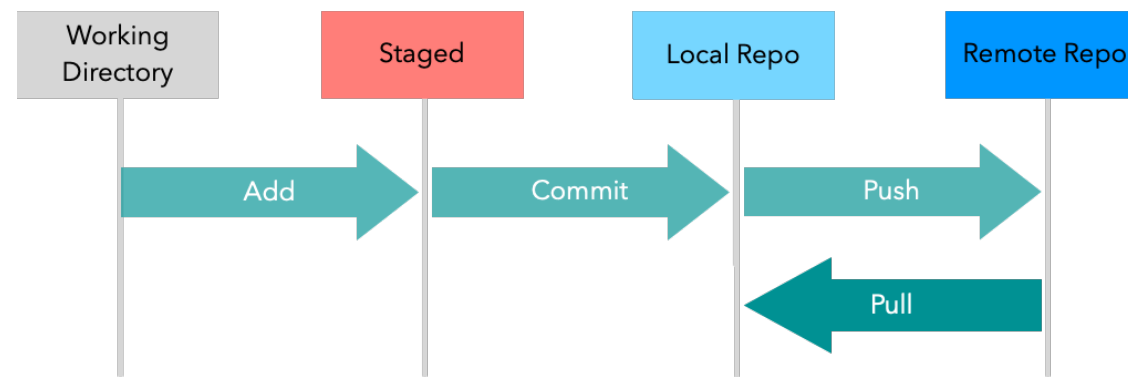 Working
Directory
Staged
Local Repo
Remote Repo
Add
Commit
Push
Pull